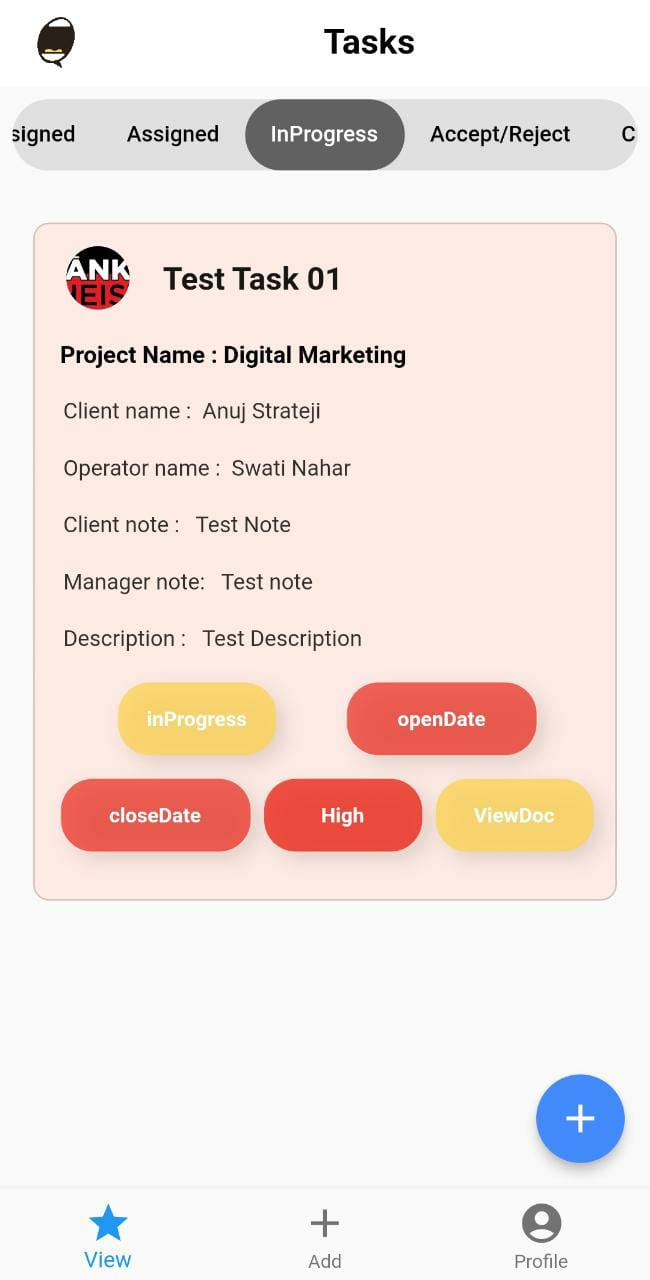 Tasks
signed Assigned InProgress Accept/Reject C
ÄNK
Test Task 01
Project Name : Digital Marketing
Client name : Anuj Strateji
Operator name : Swati Nahar
Client note : Test Note
Manager note: Test note
Description : Test Description
inProgress openDate
closeDate High ViewDoc
View Add Profile